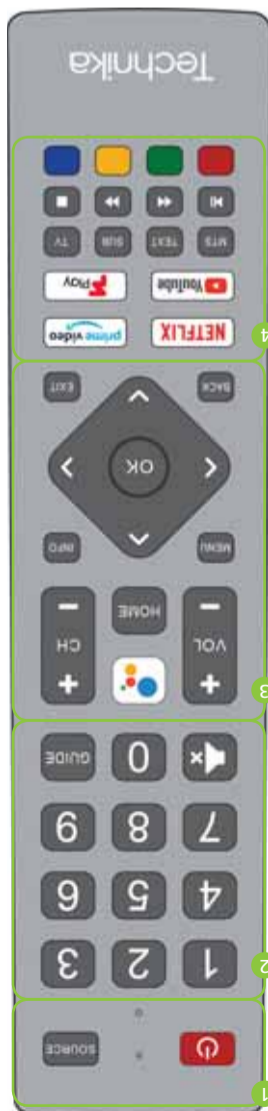 1
SOURCE
2
1 2 3
4 5 6
7 8 9
0 GUIDE
3
+ +
VOL HOME CH
- -
MENU INFO
OK
BACK EXIT
4
NETFLIX prime video
YouTube Play
MTS TEXT SUB TV
Technika